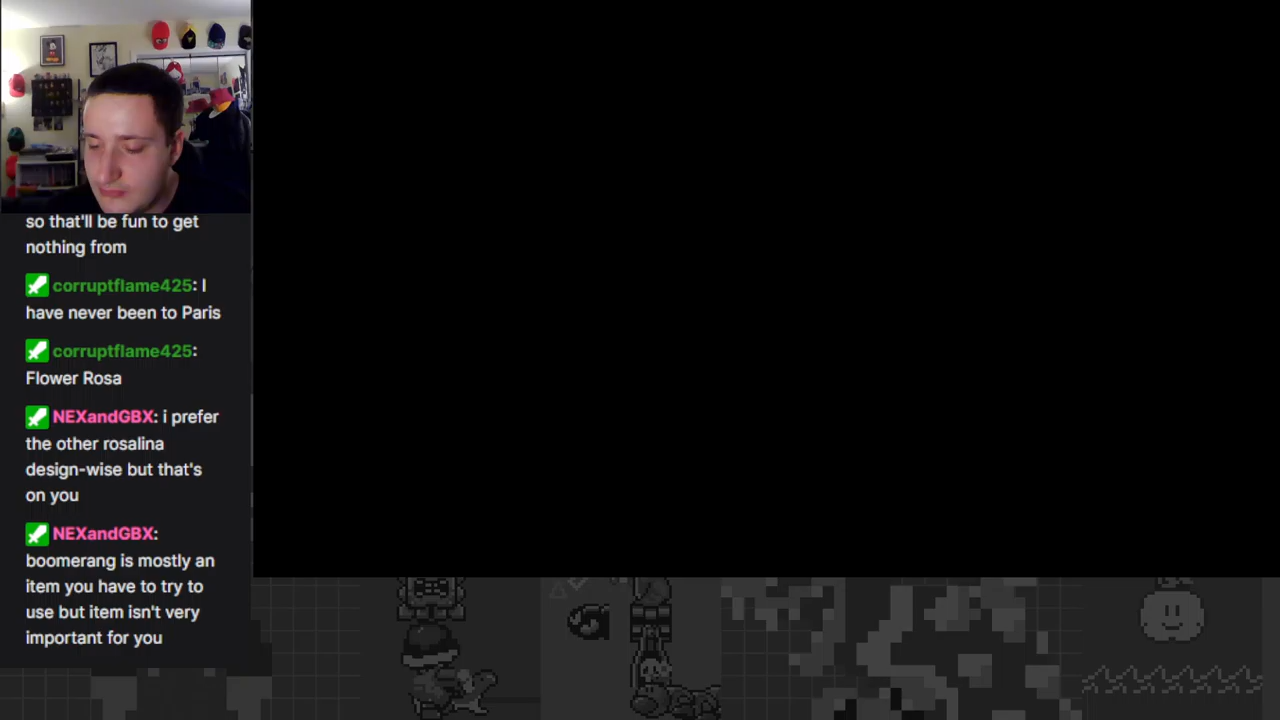 so that'll be fun to get
nothing from
corruptflame425: I
have never been to Paris
corruptflame425:
Flower Rosa
NEXandGBX: i prefer
the other rosalina
design-wise but that's
on you
NEXandGBX:
boomerang is mostly an
item you have to try to
use but item isn't very
important for you